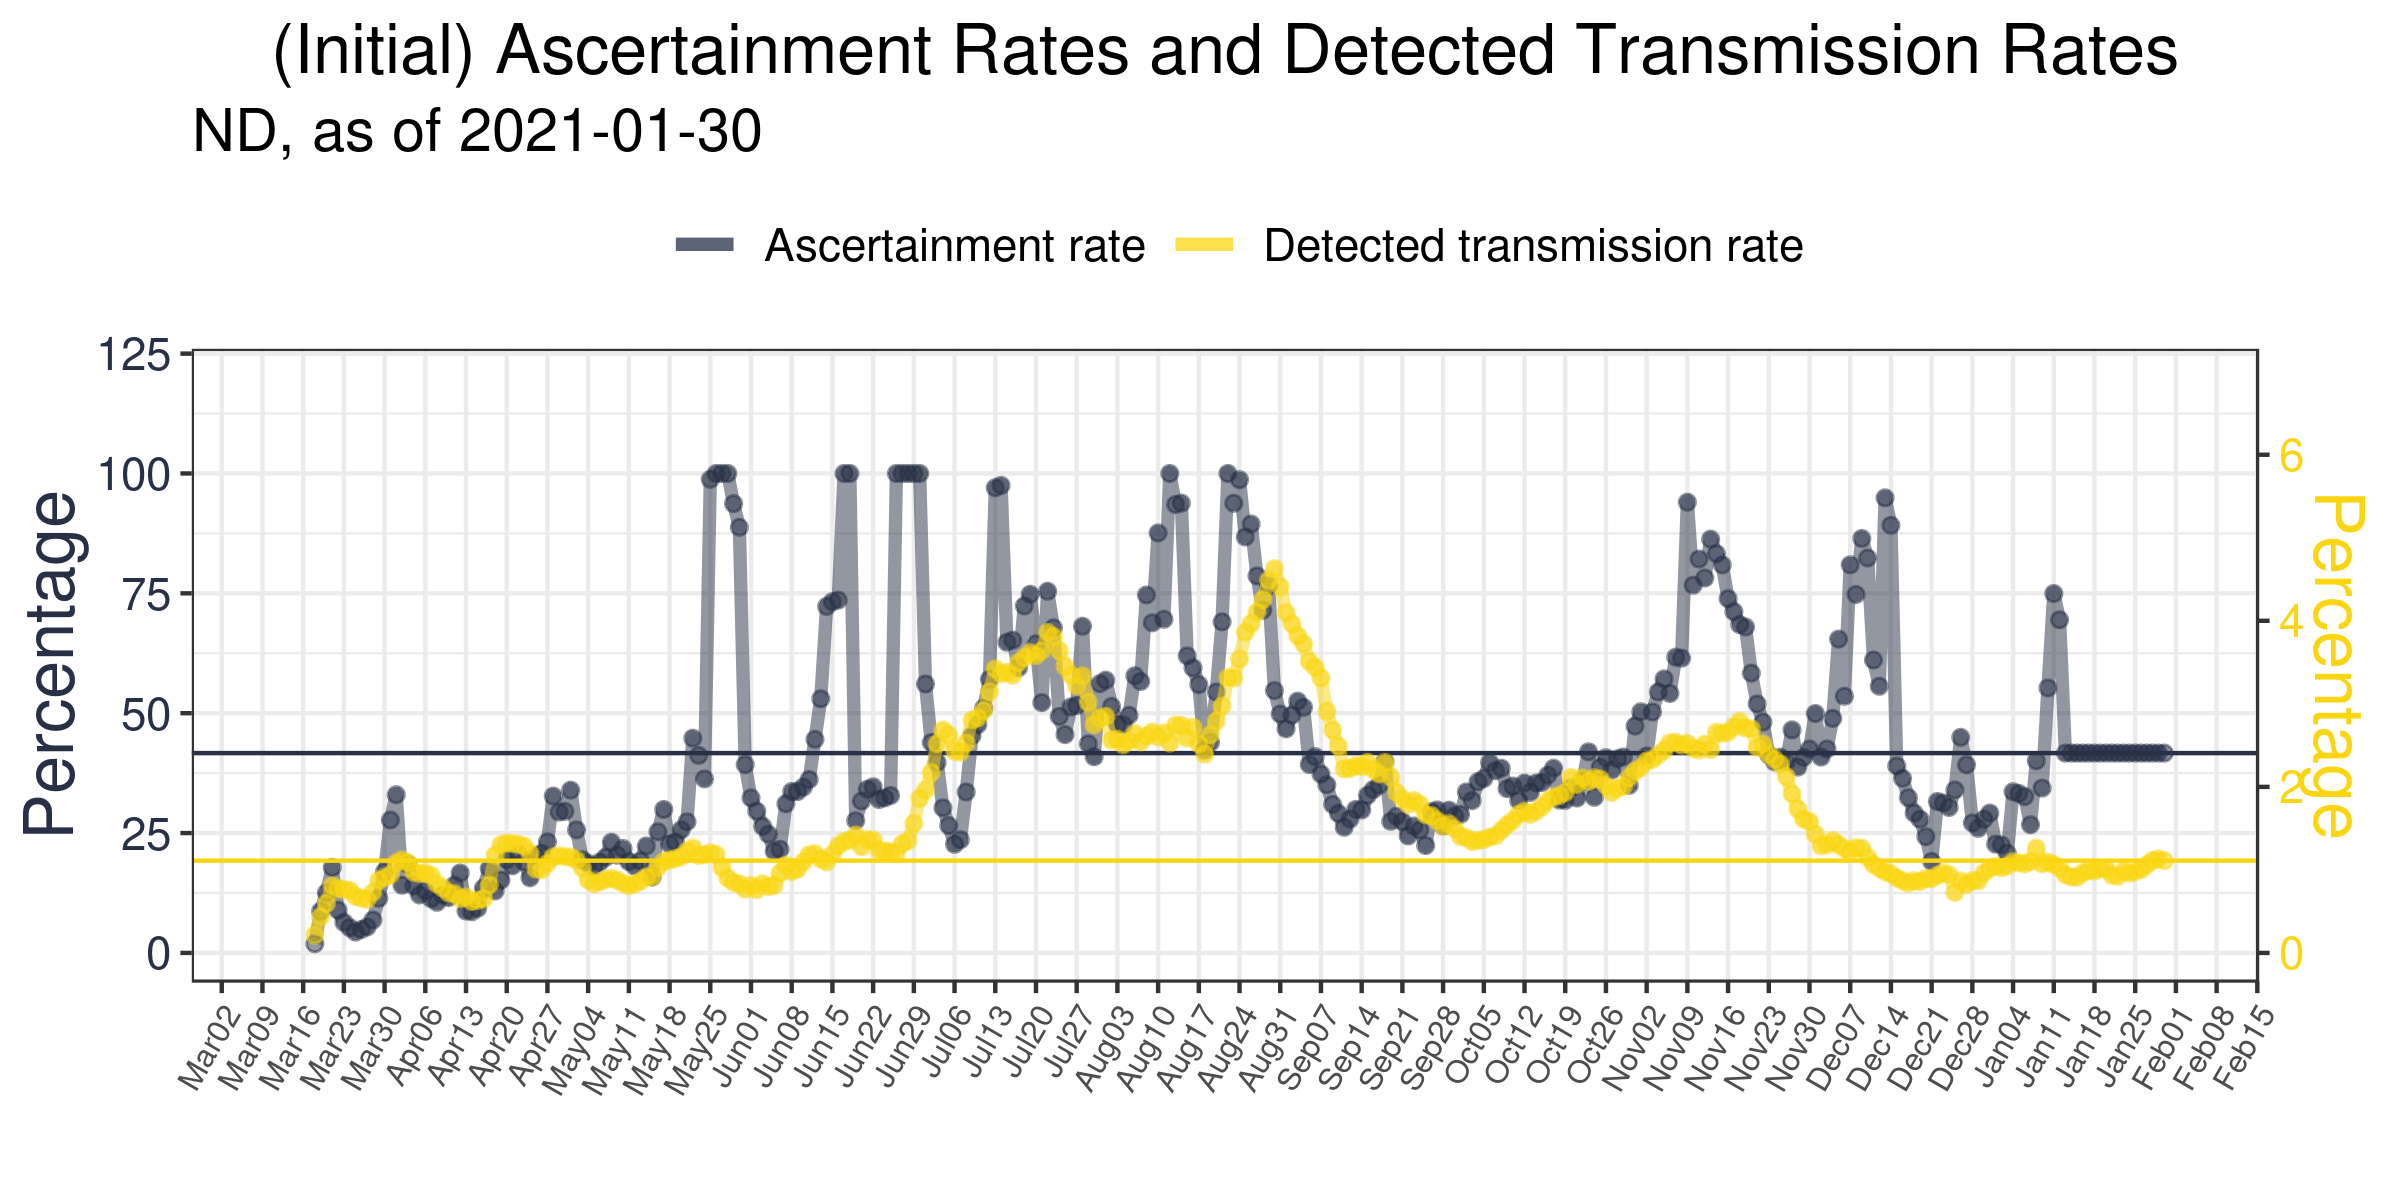 (Initial) Ascertainment Rates and Detected Transmission Rates
ND, as of 2021-01-30
Ascertainment rate
Detected transmission rate
Percentage
125
100
75
50
25
0
6
4
2
0
Percentage
Mar02
Mar09
Mar16
Mar23
Mar30
Apr06
Apr13
Apr20
Apr27
May04
May11
May18
May25
Jun01
Jun08
Jun15
Jun22
Jun29
Jul06
Jul13
Jul20
Jul27
Aug03
Aug10
Aug17
Aug24
Aug31
Sep07
Sep14
Sep21
Sep28
Oct05
Oct12
Oct19
Oct26
Nov02
Nov09
Nov16
Nov23
Nov30
Dec07
Dec14
Dec21
Dec28
Jan04
Jan11
Jan18
Jan25
Feb01
Feb08
Feb15